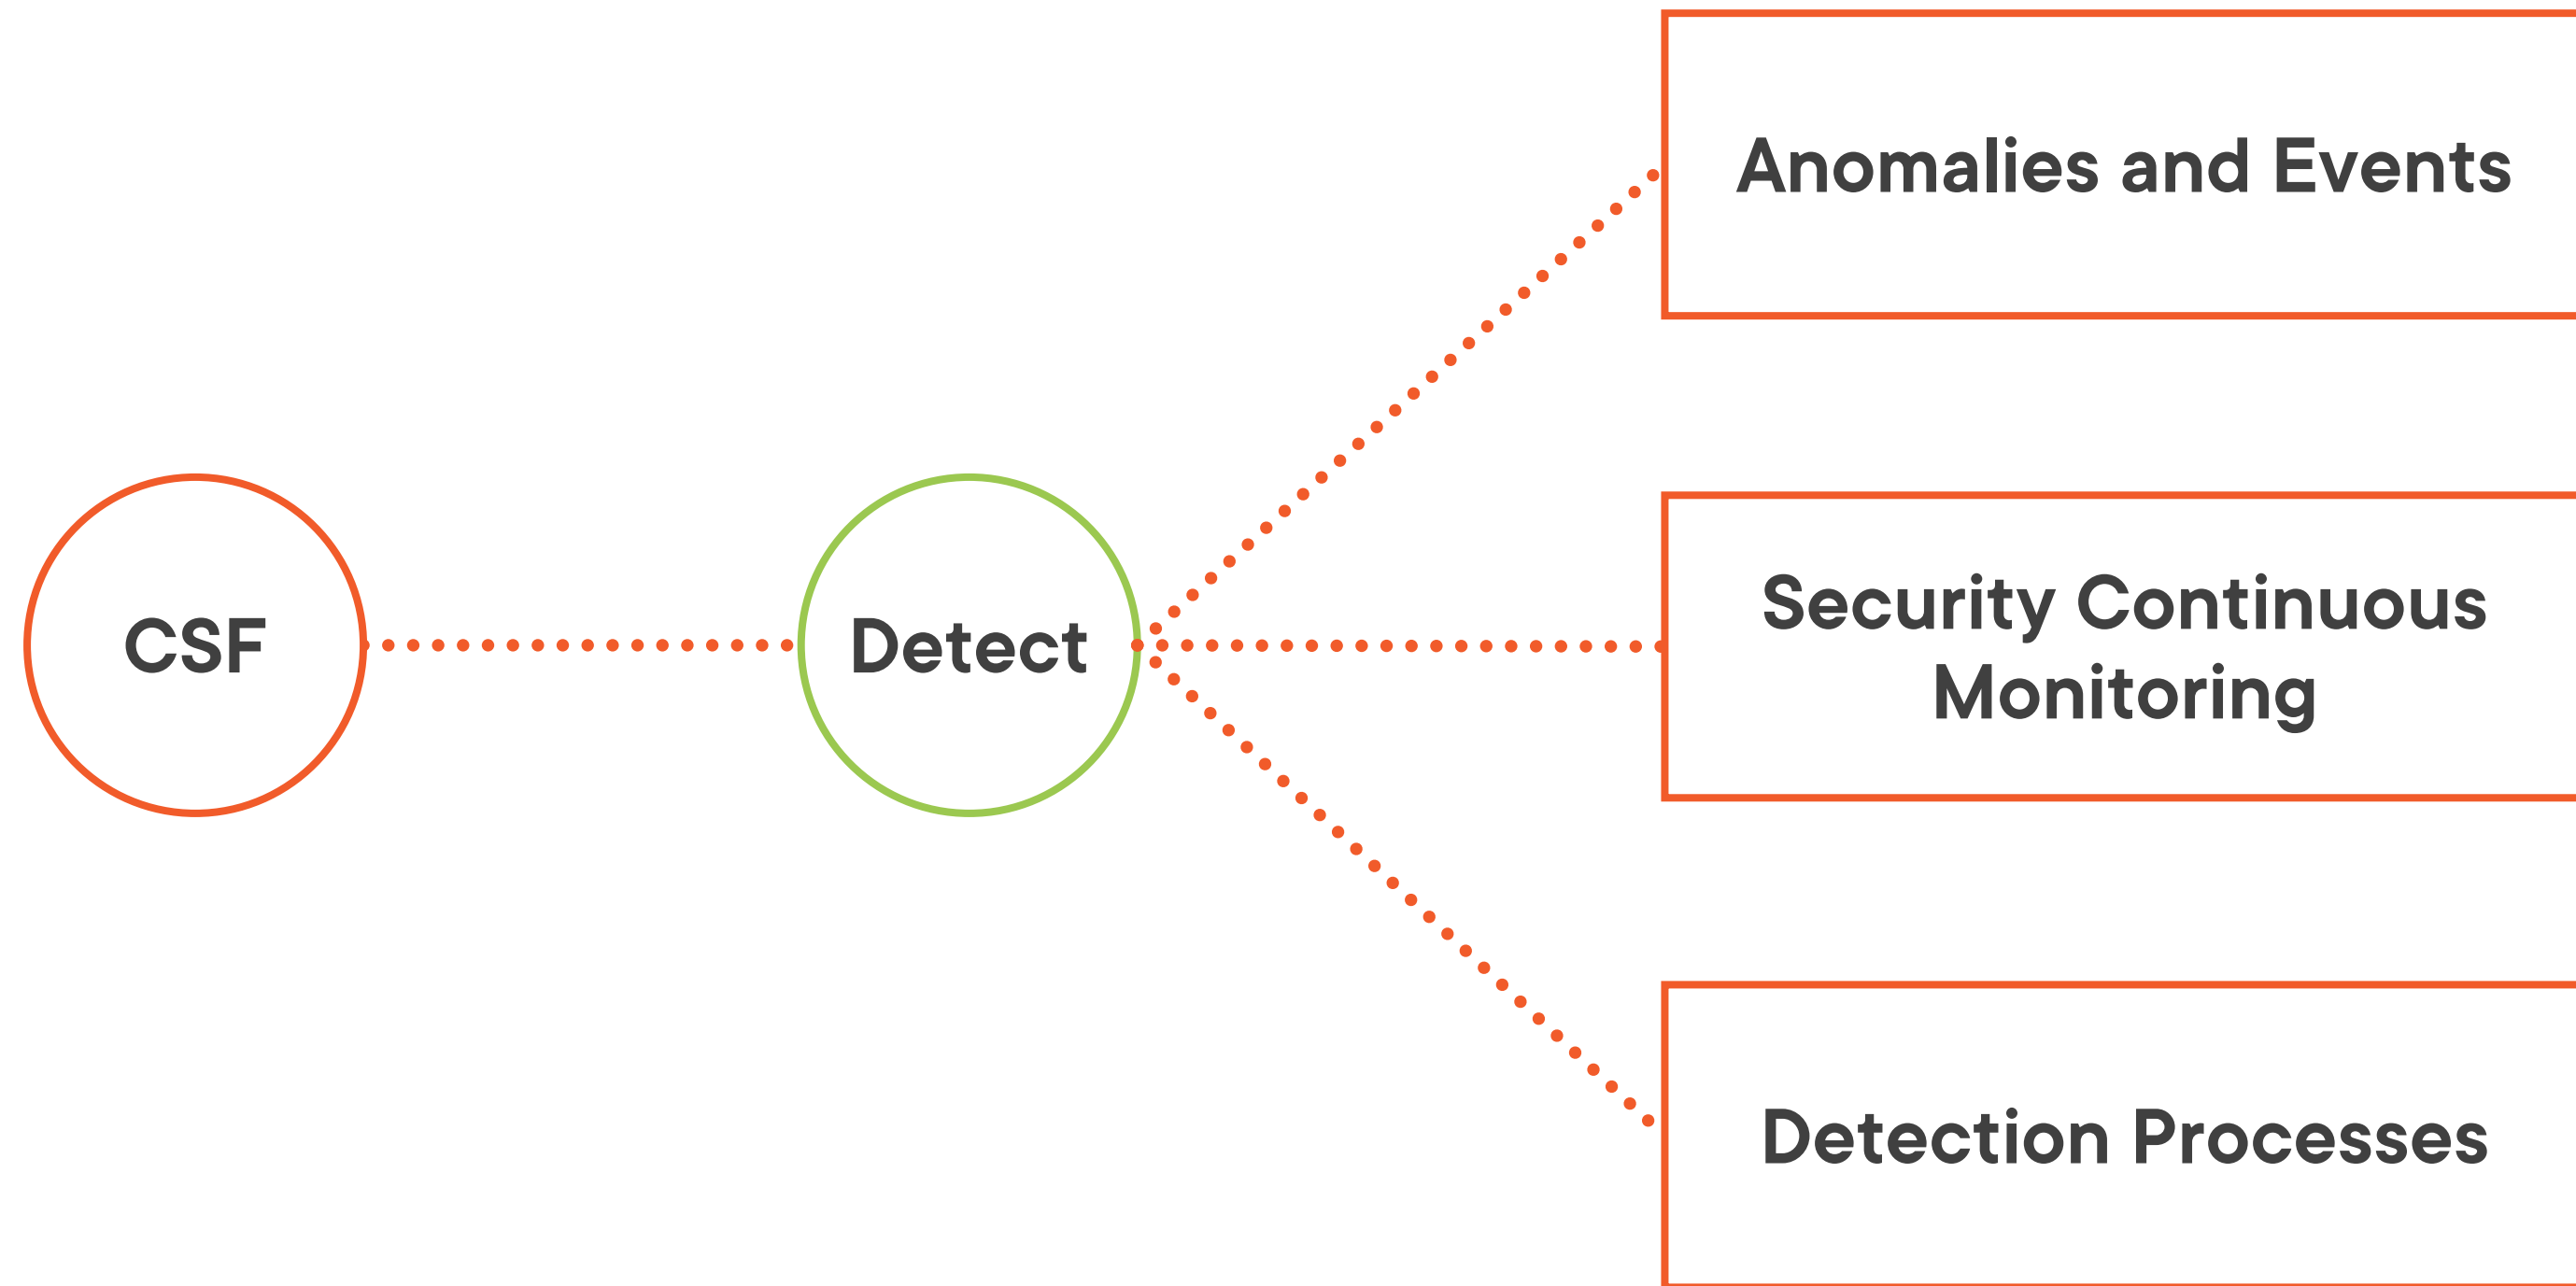 CSF
Detect
Anomalies and Events
Security Continuous
Monitoring
Detection Processes